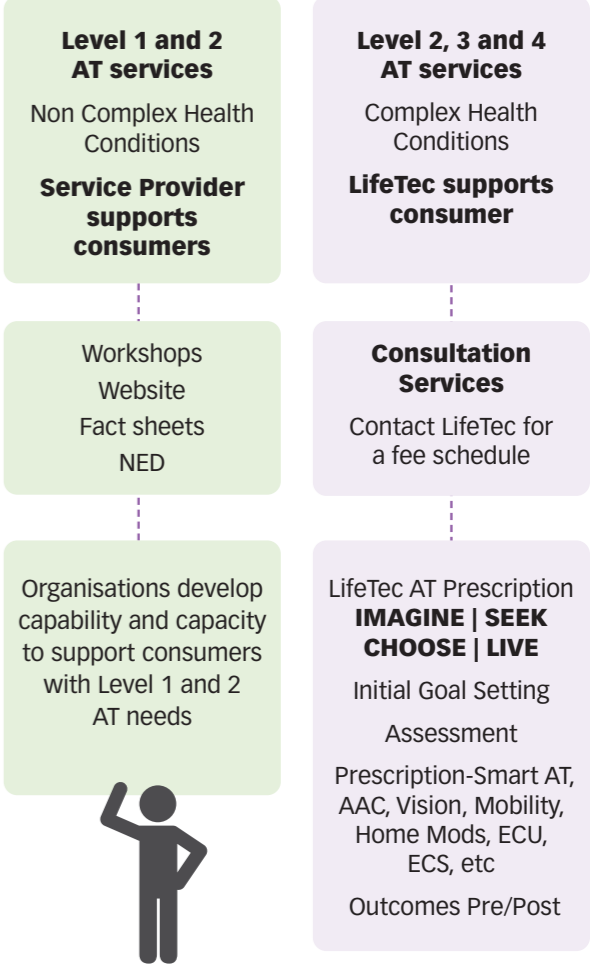 Level 1 and 2
AT services
Non Complex Health
Conditions
Service Provider
supports
consumers
Workshops
Website
Fact sheets
NED
Organisations develop
capability and capacity
to support consumers
with Level 1 and 2
AT needs
Level 2, 3 and 4
AT services
Complex Health
Conditions
LifeTec supports
consumer
Consultation
Services
Contact LifeTec for
a fee schedule
LifeTec AT Prescription
IMAGINE | SEEK
CHOOSE | LIVE
Initial Goal Setting
Assessment
Prescription-Smart AT,
AAC, Vision, Mobility,
Home Mods, ECU,
ECS, etc
Outcomes Pre/Post